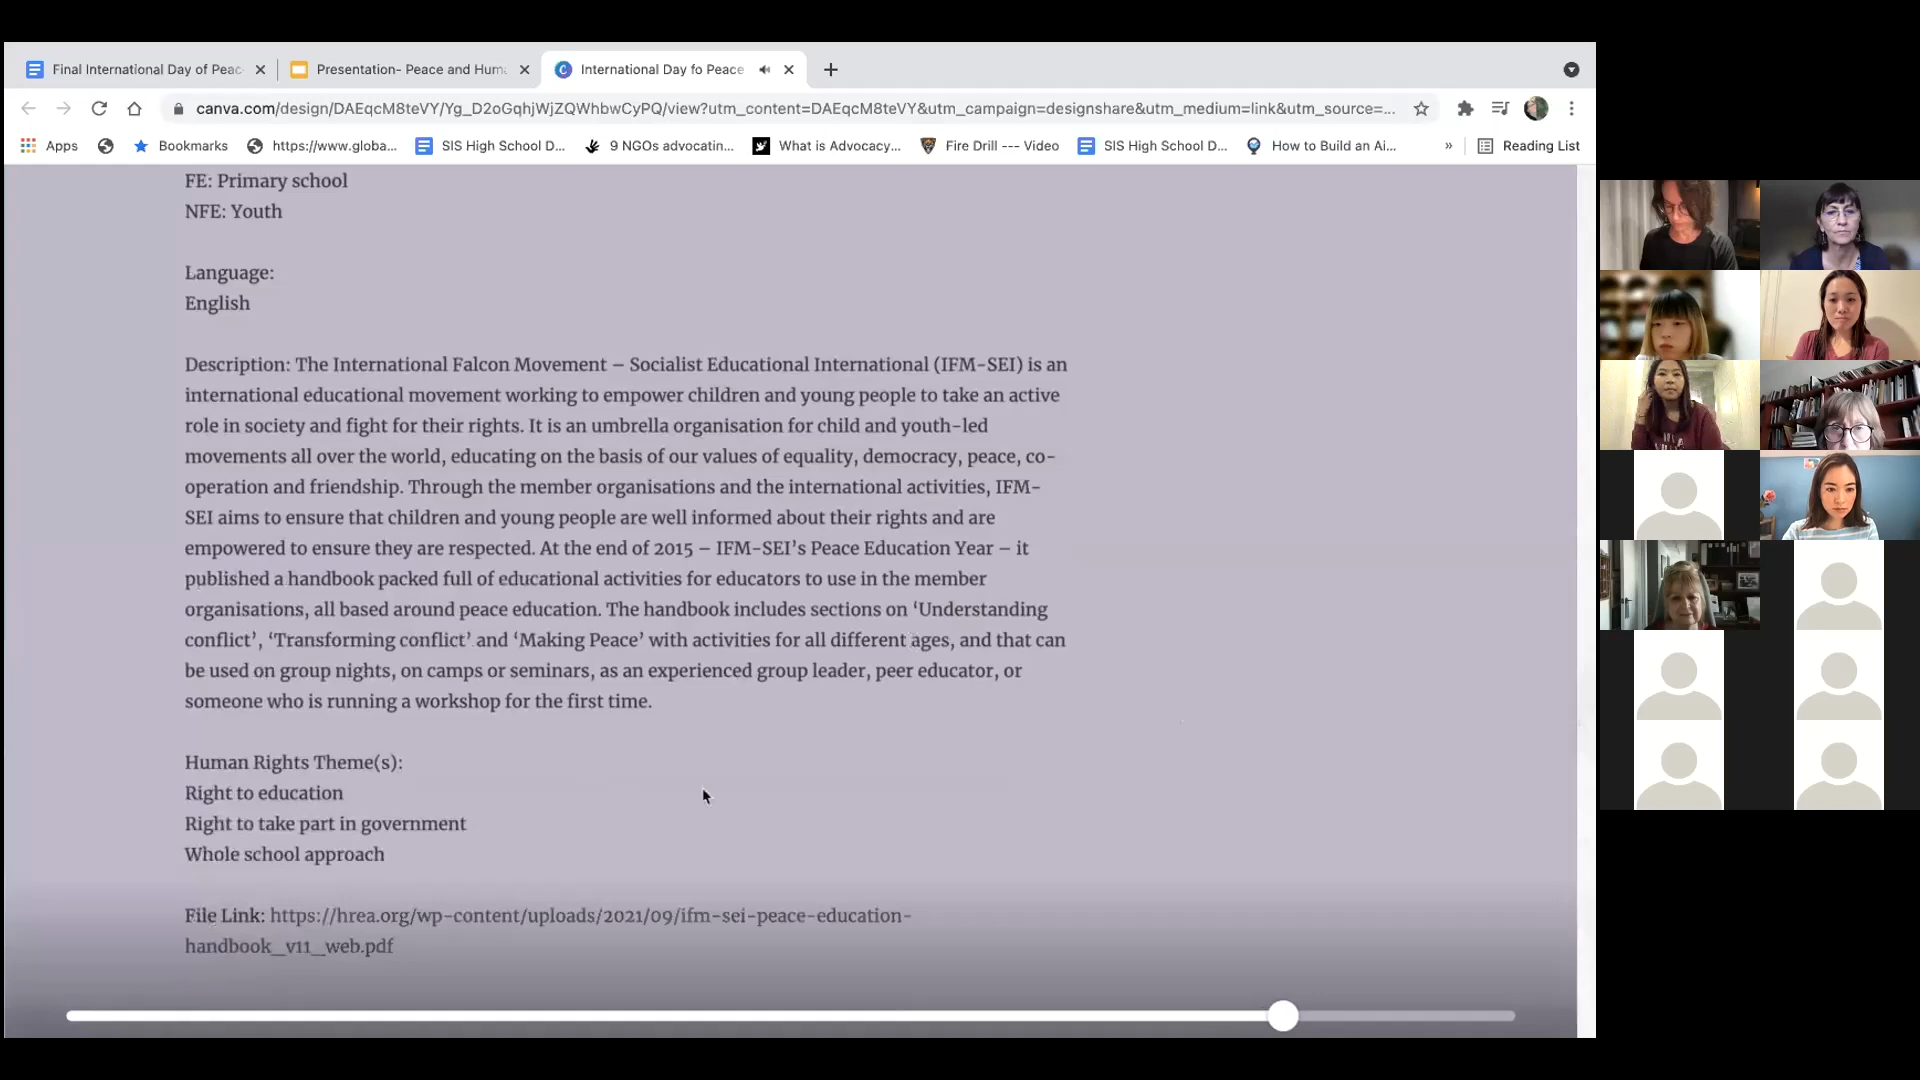 Final International Day of Peac
Presentation- Peace and Huma
International Day fo Peace
canva.com/design/DAEqcM8teVY/Yg_D2oGqhjWjZQWhbwCyPQ/view?utm_content=DAEqcM8teVY&utm_campaign=designshare&utm_medium=link&utm_source=...
Apps
Bookmarks
https://www.globa...
SIS High School D...
9 NGOs advocatin...
What is Advocacy...
Fire Drill --- Video
SIS High School D...
How to Build an Ai...
»
Reading List
FE: Primary school
NFE: Youth
Language:
English
Description: The International Falcon Movement – Socialist Educational International (IFM-SEI) is an
international educational movement working to empower children and young people to take an active
role in society and fight for their rights. It is an umbrella organisation for child and youth-led
movements all over the world, educating on the basis of our values of equality, democracy, peace, co-
operation and friendship. Through the member organisations and the international activities, IFM-
SEI aims to ensure that children and young people are well informed about their rights and are
empowered to ensure they are respected. At the end of 2015 – IFM-SEI’s Peace Education Year – it
published a handbook packed full of educational activities for educators to use in the member
organisations, all based around peace education. The handbook includes sections on ‘Understanding
conflict’, ‘Transforming conflict’ and ‘Making Peace’ with activities for all different ages, and that can
be used on group nights, on camps or seminars, as an experienced group leader, peer educator, or
someone who is running a workshop for the first time.
Human Rights Theme(s):
Right to education
Right to take part in government
Whole school approach
File Link: https://hrea.org/wp-content/uploads/2021/09/ifm-sei-peace-education-
handbook_v11_web.pdf